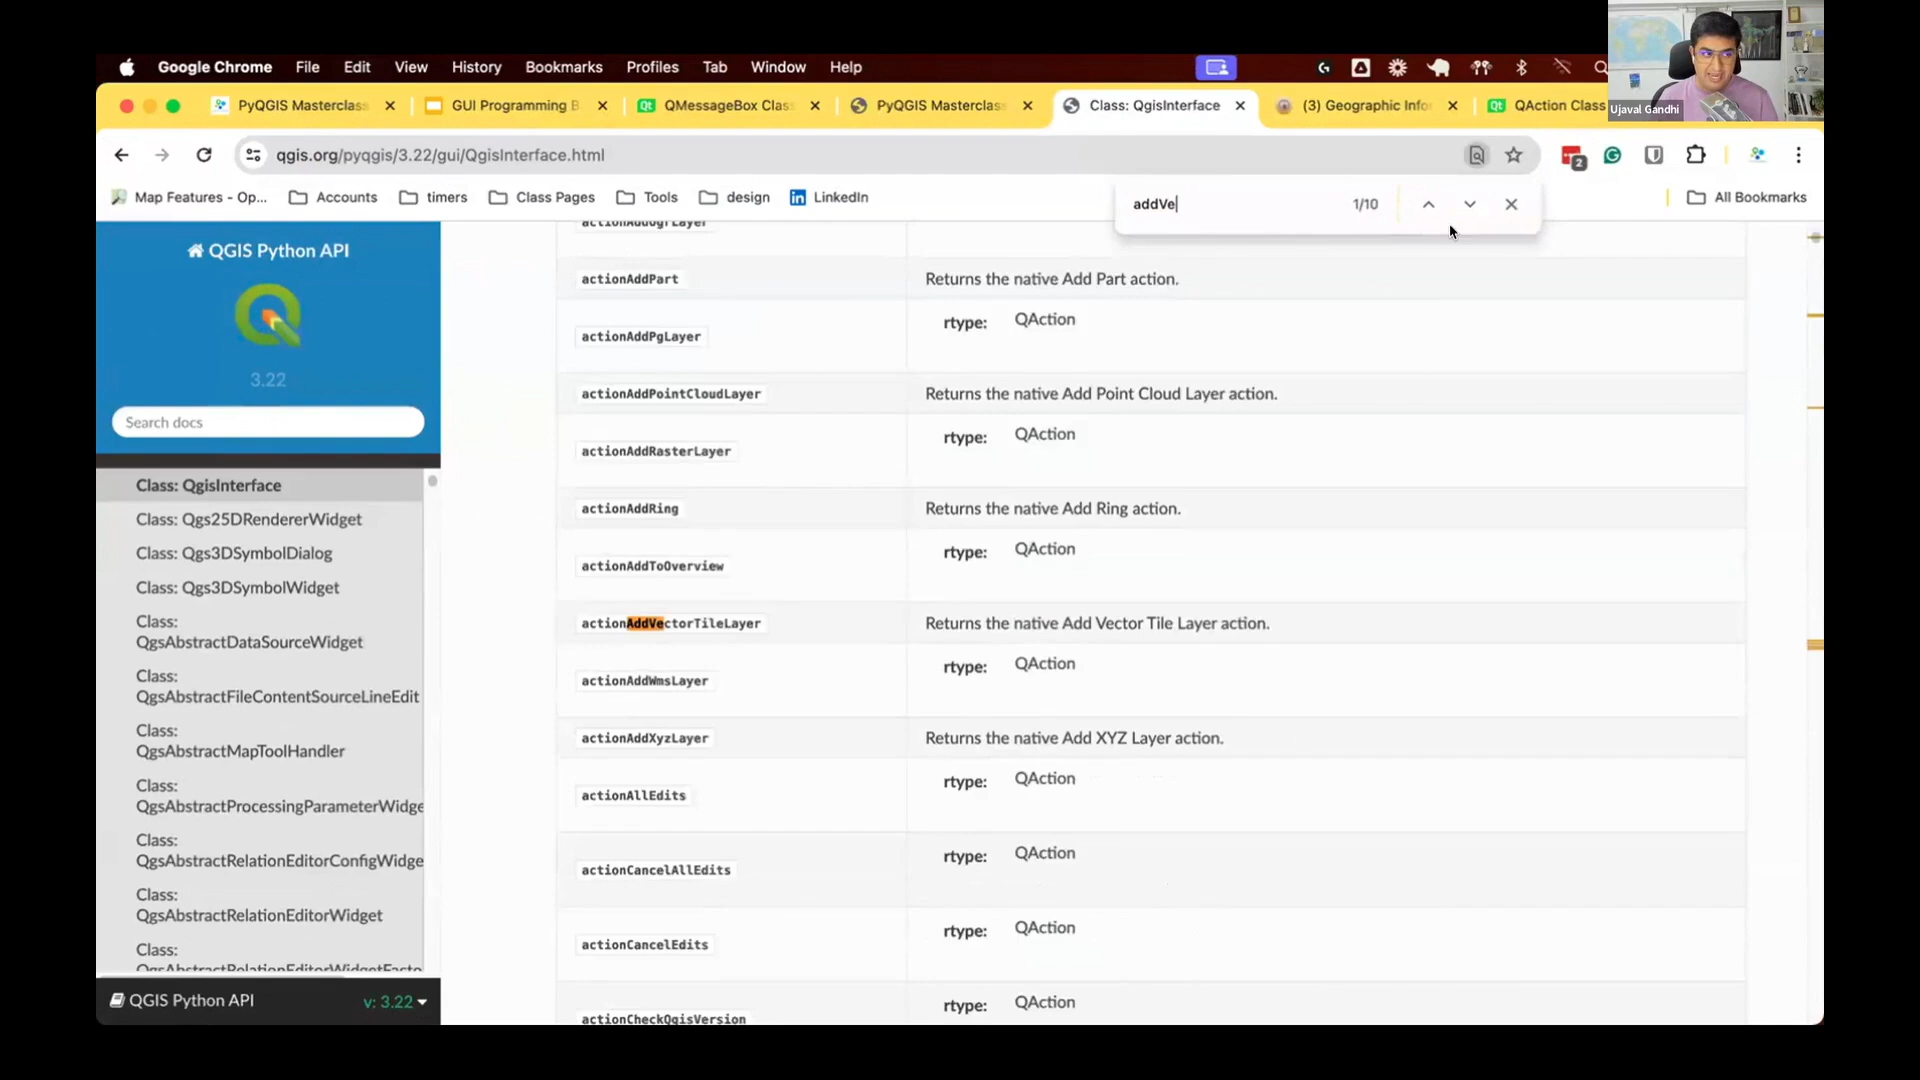 Google Chrome File Edit View History Bookmarks Profiles Tab Window Help
PyQGIS Masterclass GUI Programming B QMessageBox Clas PyQGIS Masterclass Class: QgisInterface (3) Geographic Info QAction Class
Ujaval Gandhi
qgis.org/pyqgis/3.22/gui/QgisInterface.html
2
Map Features - Op... Accounts timers Class Pages Tools design LinkedIn All Bookmarks
addVe 1/10
QGIS Python API
3.22
Search docs
Class: QgisInterface
Class: Qgs25DRendererWidget
Class: Qgs3DSymbolDialog
Class: Qgs3DSymbolWidget
Class:
QgsAbstractDataSourceWidget
Class:
QgsAbstractFileContentSourceLineEdit
Class:
QgsAbstractMapToolHandler
Class:
QgsAbstractProcessingParameterWidge
Class:
QgsAbstractRelationEditorConfigWidge
Class:
QgsAbstractRelationEditorWidget
Class:
QgsAbstractRelationEditorWidgetFacto
QGIS Python API v: 3.22
actionAddOgrLayer
actionAddPart Returns the native Add Part action.
actionAddPgLayer rtype: QAction
actionAddPointCloudLayer Returns the native Add Point Cloud Layer action.
actionAddRasterLayer rtype: QAction
actionAddRing Returns the native Add Ring action.
actionAddToOverview rtype: QAction
actionAddVectorTileLayer Returns the native Add Vector Tile Layer action.
actionAddWmsLayer rtype: QAction
actionAddXyzLayer Returns the native Add XYZ Layer action.
actionAllEdits rtype: QAction
actionCancelAllEdits rtype: QAction
actionCancelEdits rtype: QAction
actionCheckQgisVersion rtype: QAction